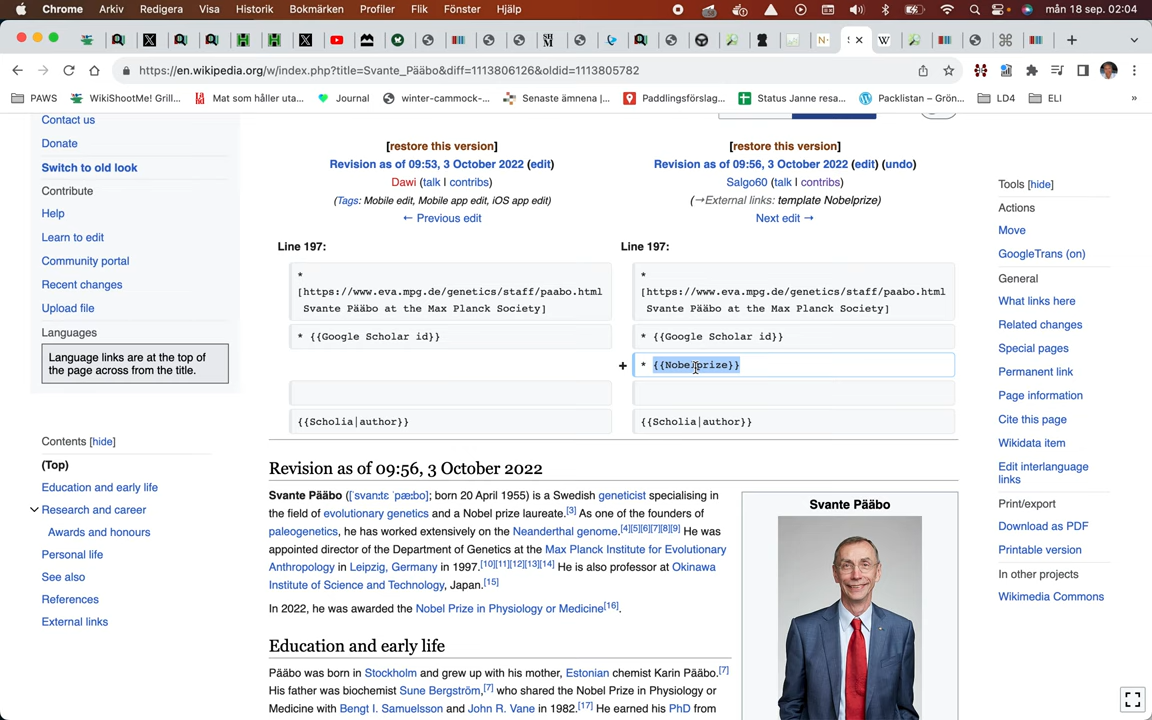 Chrome Arkiv Redigera Visa Historik Bokmärken Profiler Flik Fönster Hjälp mån 18 sep. 02:04
https://en.wikipedia.org/w/index.php?title=Svante_Pääbo&diff=1113806126&oldid=1113805782
PAWS WikiShootMe! Grill... Mat som håller uta... Journal winter-cammock-... Senaste ämnena |... Paddlingsförslag... Status Janne resa... Packlistan – Grön... LD4 ELI »
Contact us
Donate
Switch to old look
Contribute
Help
Learn to edit
Community portal
Recent changes
Upload file
Languages
Language links are at the top of
the page across from the title.
Contents [hide]
(Top)
Education and early life
Research and career
Awards and honours
Personal life
See also
References
External links
[restore this version]
Revision as of 09:53, 3 October 2022 (edit)
Dawi (talk | contribs)
(Tags: Mobile edit, Mobile app edit, iOS app edit)
← Previous edit
[restore this version]
Revision as of 09:56, 3 October 2022 (edit) (undo)
Salgo60 (talk | contribs)
(→External links: template Nobelprize)
Next edit →
Line 197:
Line 197:
*
[https://www.eva.mpg.de/genetics/staff/paabo.html
Svante Pääbo at the Max Planck Society]
*
[https://www.eva.mpg.de/genetics/staff/paabo.html
Svante Pääbo at the Max Planck Society]
* {{Google Scholar id}}
* {{Google Scholar id}}
+ * {{Nobelprize}}
{{Scholia|author}}
{{Scholia|author}}
Revision as of 09:56, 3 October 2022
Svante Pääbo ([ˈsvanːtɛ ˈpæːbo]; born 20 April 1955) is a Swedish geneticist specialising in
the field of evolutionary genetics and a Nobel prize laureate.[3] As one of the founders of
paleogenetics, he has worked extensively on the Neanderthal genome.[4][5][6][7][8][9] He was
appointed director of the Department of Genetics at the Max Planck Institute for Evolutionary
Anthropology in Leipzig, Germany in 1997.[10][11][12][13][14] He is also professor at Okinawa
Institute of Science and Technology, Japan.[15]
In 2022, he was awarded the Nobel Prize in Physiology or Medicine[16].
Education and early life
Pääbo was born in Stockholm and grew up with his mother, Estonian chemist Karin Pääbo.[7]
His father was biochemist Sune Bergström,[7] who shared the Nobel Prize in Physiology or
Medicine with Bengt I. Samuelsson and John R. Vane in 1982.[17] He earned his PhD from
Svante Pääbo
Tools [hide]
Actions
Move
GoogleTrans (on)
General
What links here
Related changes
Special pages
Permanent link
Page information
Cite this page
Wikidata item
Edit interlanguage
links
Print/export
Download as PDF
Printable version
In other projects
Wikimedia Commons